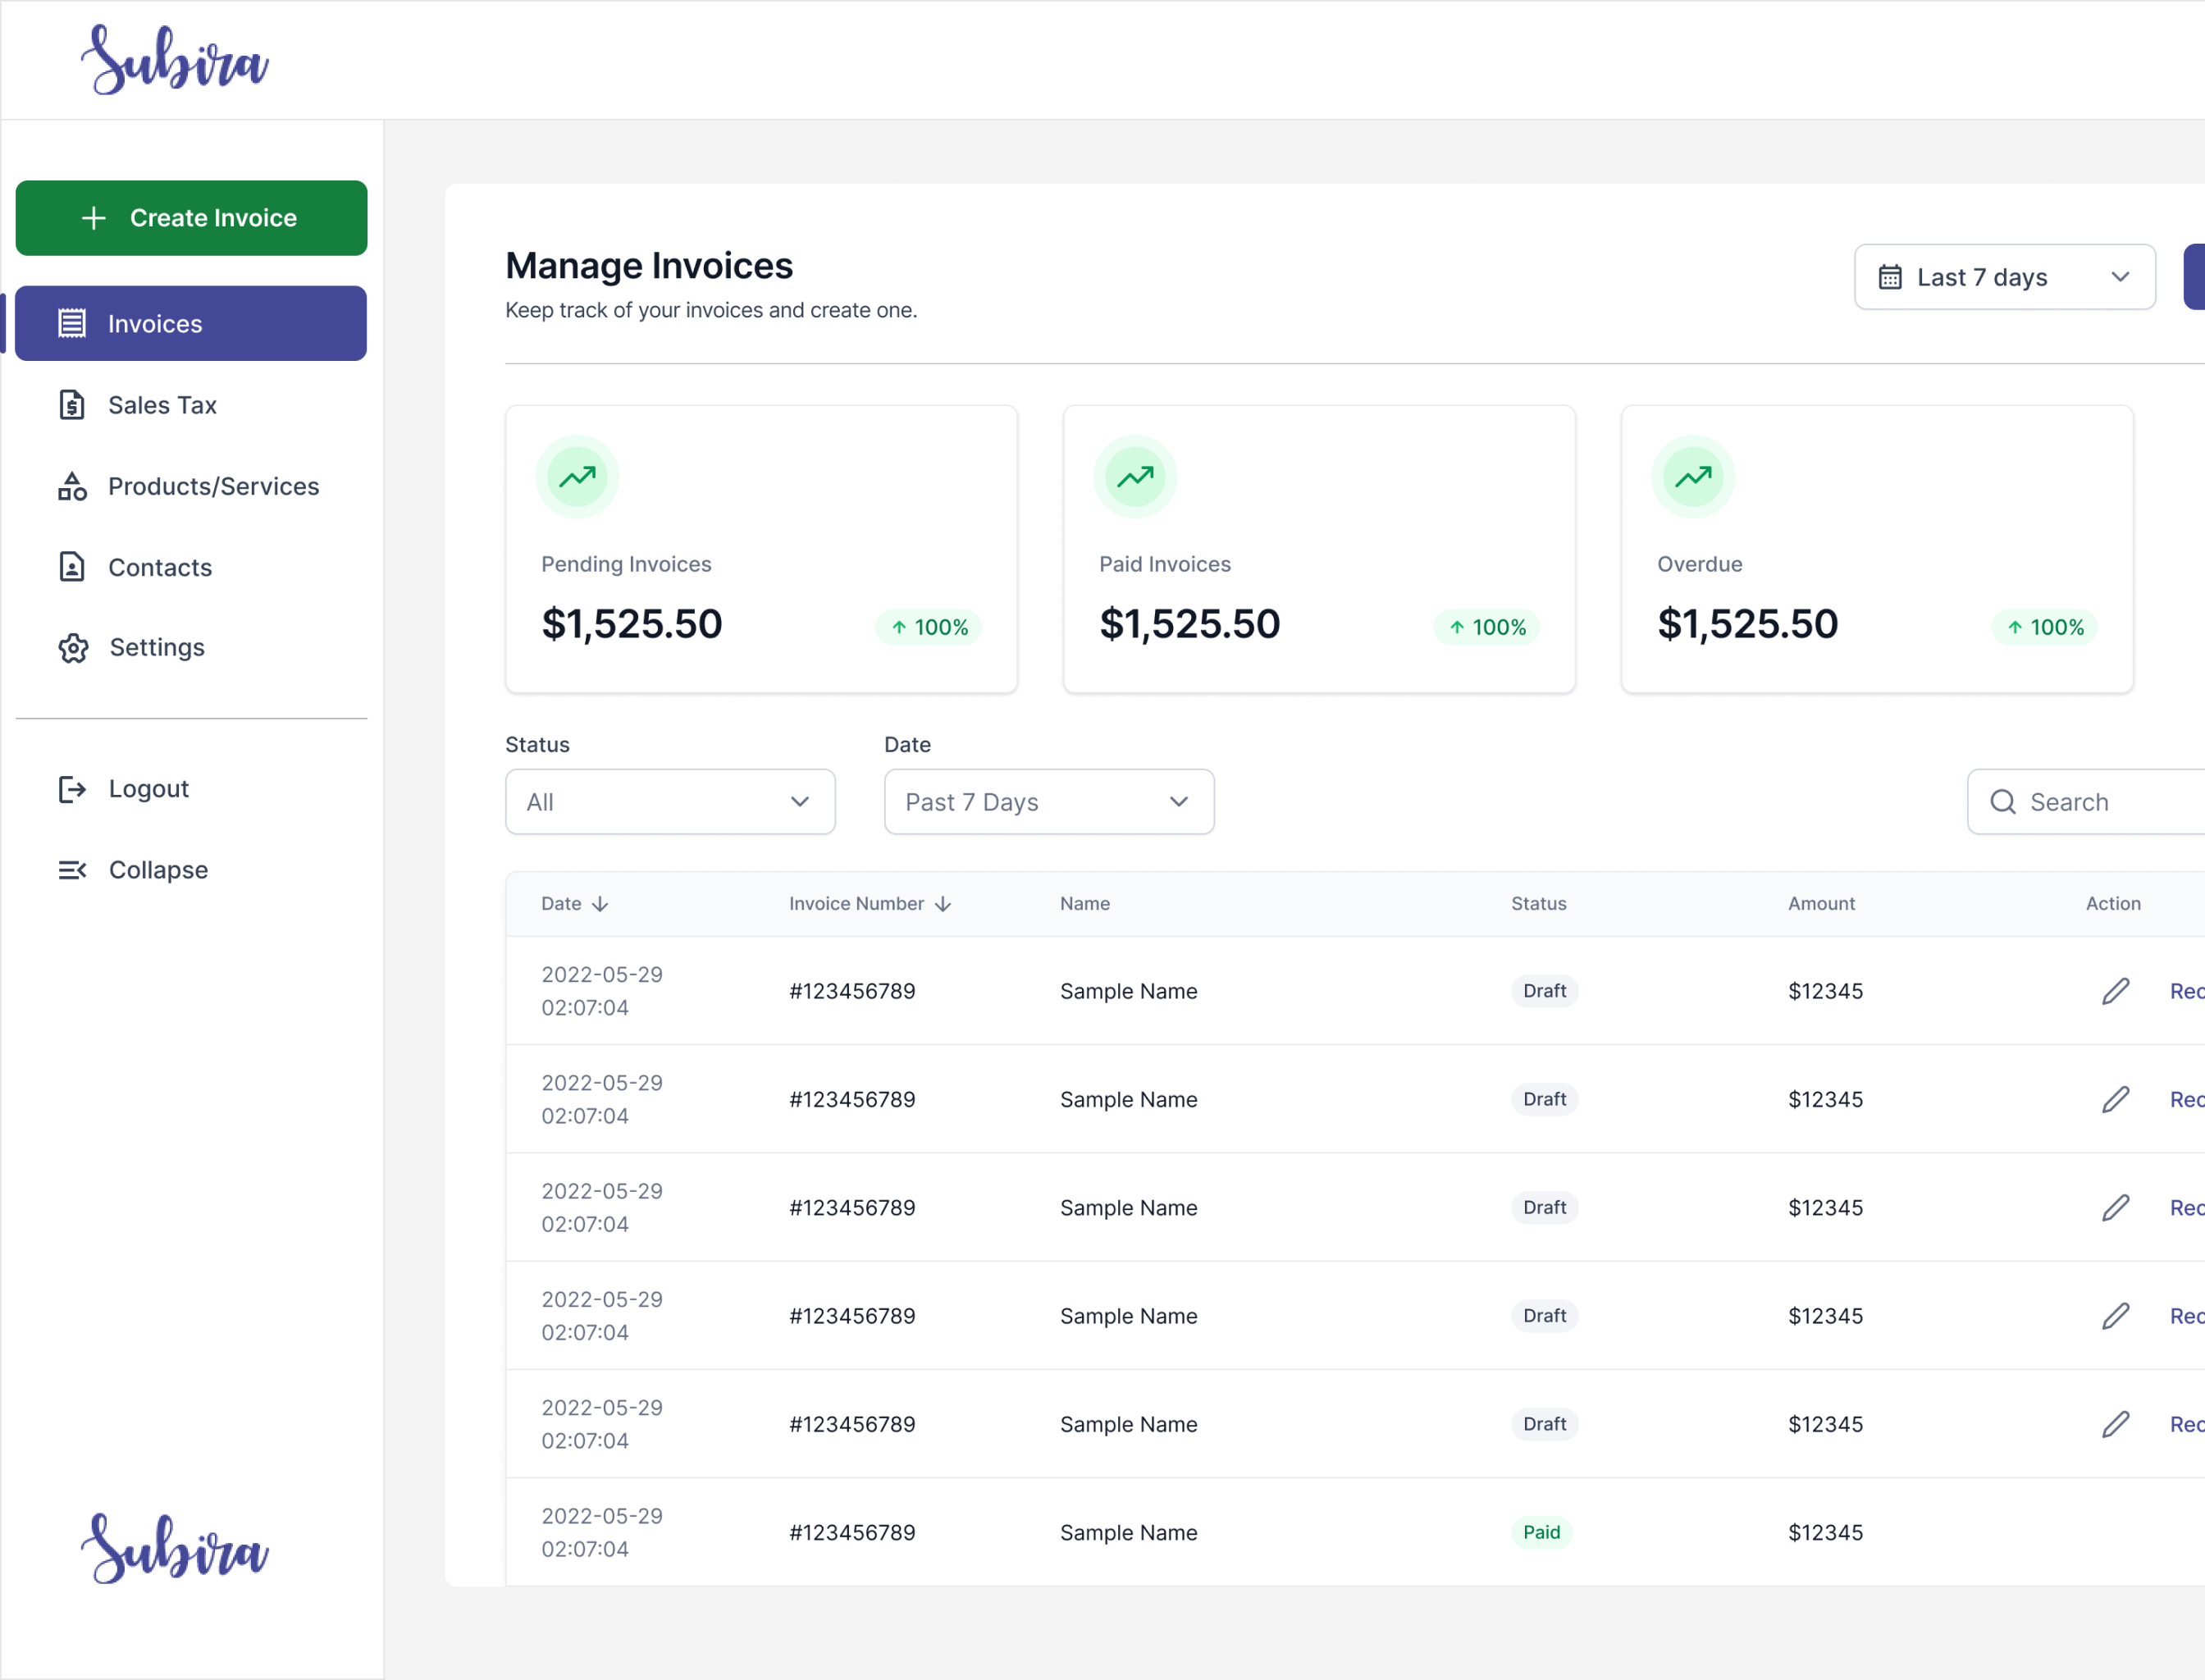 Subira
Create Invoice
Invoices
Sales Tax
Products/Services
Contacts
Settings
Logout
Collapse
Subira
Manage Invoices
Keep track of your invoices and create one.
Last 7 days
Pending Invoices
$1,525.50
100%
Paid Invoices
$1,525.50
100%
Overdue
$1,525.50
100%
Status
All
Date
Past 7 Days
Search
Date Invoice Number Name Status Amount Action
2022-05-29
02:07:04
#123456789 Sample Name Draft $12345
2022-05-29
02:07:04
#123456789 Sample Name Draft $12345
2022-05-29
02:07:04
#123456789 Sample Name Draft $12345
2022-05-29
02:07:04
#123456789 Sample Name Draft $12345
2022-05-29
02:07:04
#123456789 Sample Name Draft $12345
2022-05-29
02:07:04
#123456789 Sample Name Paid $12345